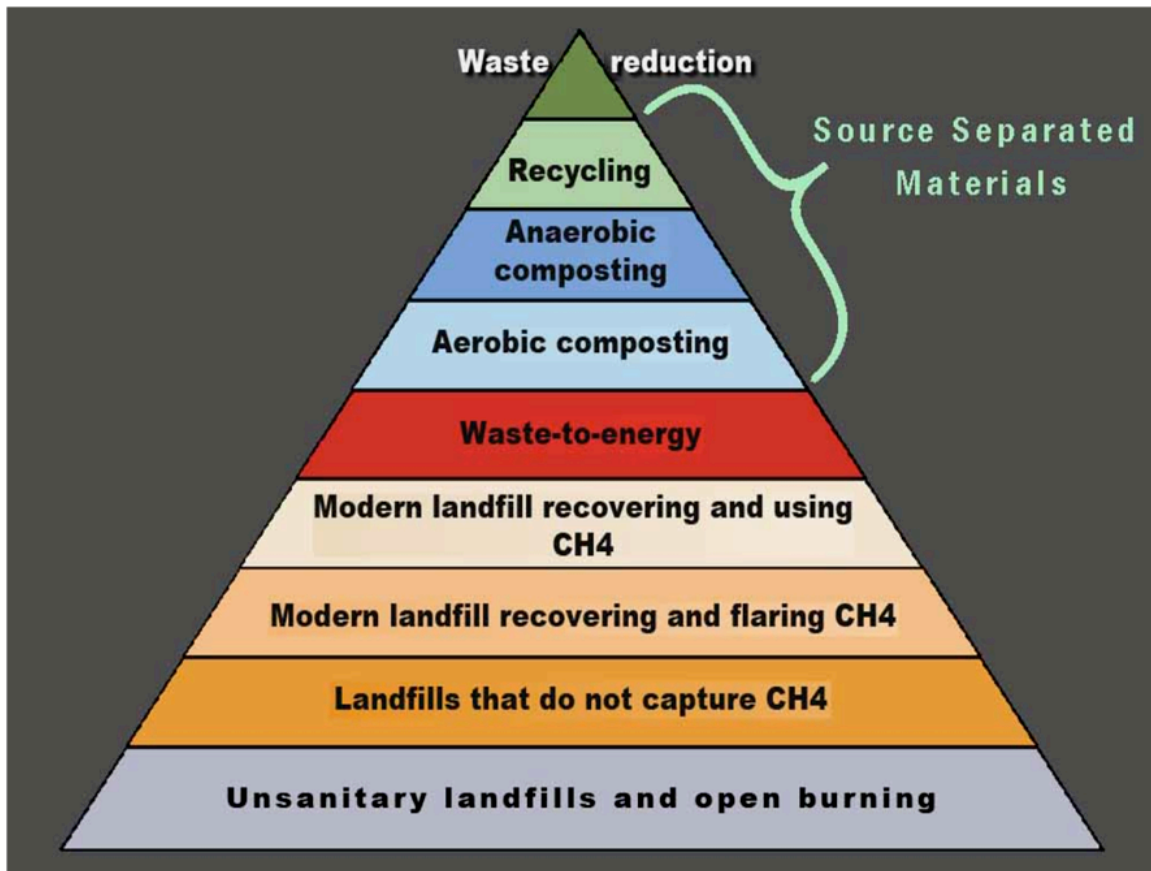 Waste reduction
Source Separated
Materials
Recycling
Anaerobic
composting
Aerobic composting
Waste-to-energy
Modern landfill recovering and using
CH4
Modern landfill recovering and flaring CH4
Landfills that do not capture CH4
Unsanitary landfills and open burning